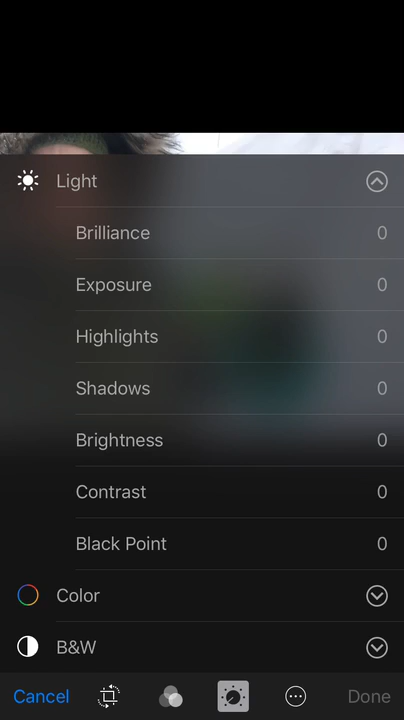 Light
Brilliance 0
Exposure 0
Highlights 0
Shadows 0
Brightness 0
Contrast 0
Black Point 0
Color
B&W
Cancel Done